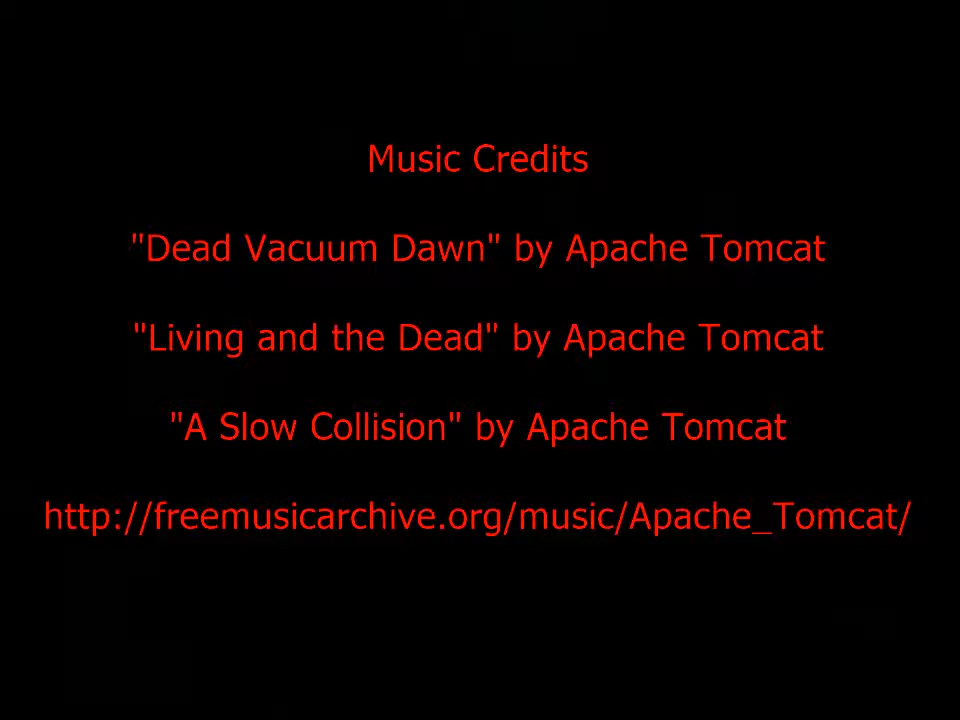 Music Credits
"Dead Vacuum Dawn" by Apache Tomcat
"Living and the Dead" by Apache Tomcat
"A Slow Collision" by Apache Tomcat
http://freemusicarchive.org/music/Apache_Tomcat/